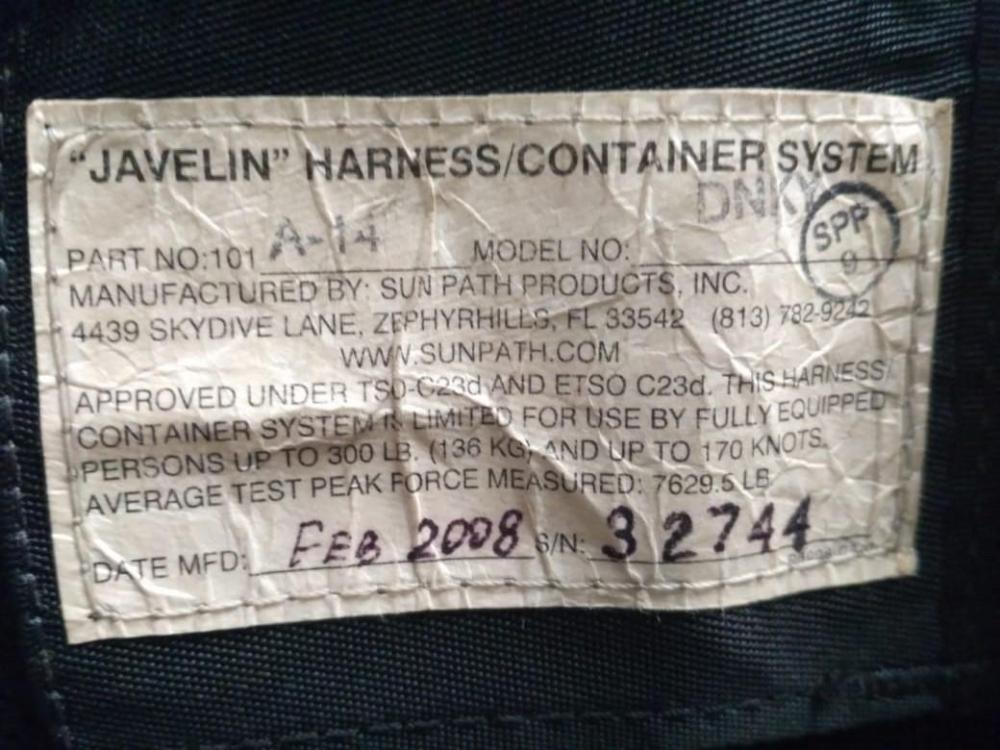 "JAVELIN" HARNESS/CONTAINER SYSTEM
DNKY
SPP
9
PART NO:101 A-14 MODEL NO:
MANUFACTURED BY: SUN PATH PRODUCTS, INC.
4439 SKYDIVE LANE, ZEPHYRHILLS, FL 33542 (813) 782-9242
WWW.SUNPATH.COM
APPROVED UNDER TSO-C23d AND ETSO C23d. THIS HARNESS/
CONTAINER SYSTEM IS LIMITED FOR USE BY FULLY EQUIPPED
PERSONS UP TO 300 LB. (136 KG) AND UP TO 170 KNOTS.
AVERAGE TEST PEAK FORCE MEASURED: 7629.5 LB
DATE MFD: FEB 2008 S/N: 32744